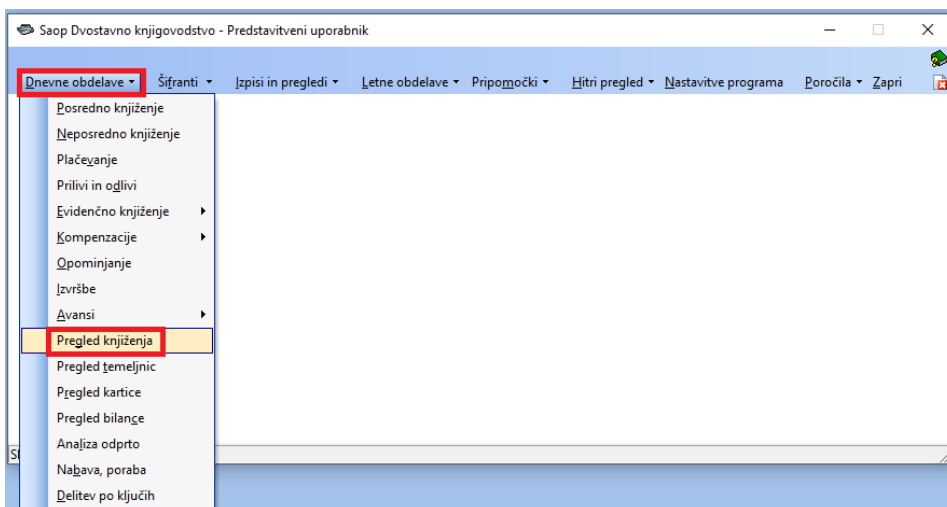 Saop Dvostavno knjigovodstvo - Predstavitveni uporabnik
Dnevne obdelave Šifranti Izpisi in pregledi Letne obdelave Pripomočki Hitri pregled Nastavitve programa Poročila Zapri
Posredno knjiženje
Neposredno knjiženje
Plačevanje
Prilivi in odlivi
Evidenčno knjiženje
Kompenzacije
Opominjanje
Izvršbe
Avansi
Pregled knjiženja
Pregled temeljnic
Pregled kartice
Pregled bilance
Analiza odprto
Nabava, poraba
Delitev po ključih